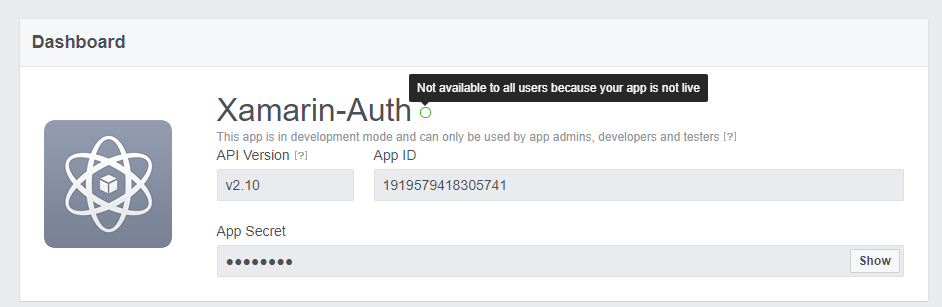 Dashboard
Not available to all users because your app is not live
Xamarin-Auth
This app is in development mode and can only be used by app admins, developers and testers [?]
API Version [?] App ID
v2.10 1919579418305741
App Secret
●●●●●●●● Show